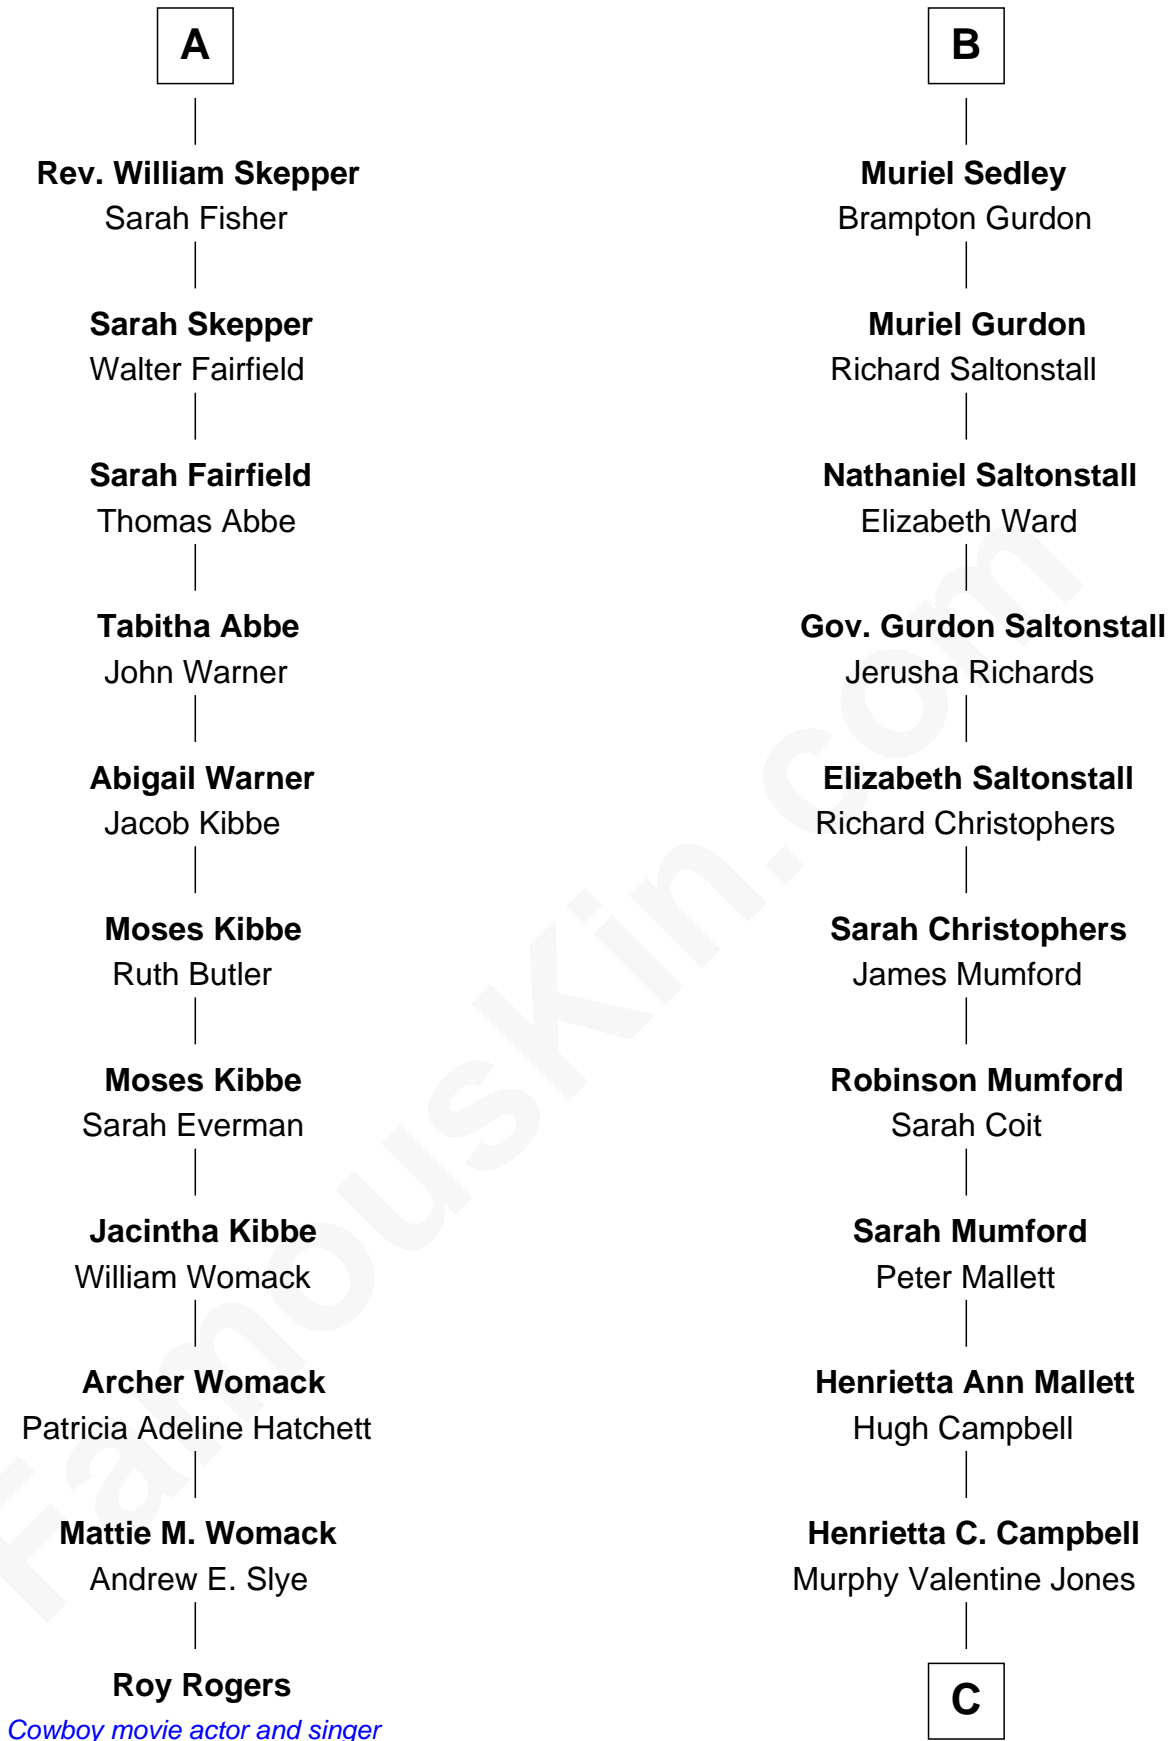 A
Rev. William Skepper
Sarah Fisher
Sarah Skepper
Walter Fairfield
Sarah Fairfield
Thomas Abbe
Tabitha Abbe
John Warner
Abigail Warner
Jacob Kibbe
Moses Kibbe
Ruth Butler
Moses Kibbe
Sarah Everman
Jacintha Kibbe
William Womack
Archer Womack
Patricia Adeline Hatchett
Mattie M. Womack
Andrew E. Slye
Roy Rogers
Cowboy movie actor and singer
B
Muriel Sedley
Brampton Gurdon
Muriel Gurdon
Richard Saltonstall
Nathaniel Saltonstall
Elizabeth Ward
Gov. Gurdon Saltonstall
Jerusha Richards
Elizabeth Saltonstall
Richard Christophers
Sarah Christophers
James Mumford
Robinson Mumford
Sarah Coit
Sarah Mumford
Peter Mallett
Henrietta Ann Mallett
Hugh Campbell
Henrietta C. Campbell
Murphy Valentine Jones
C
FamousKin.com